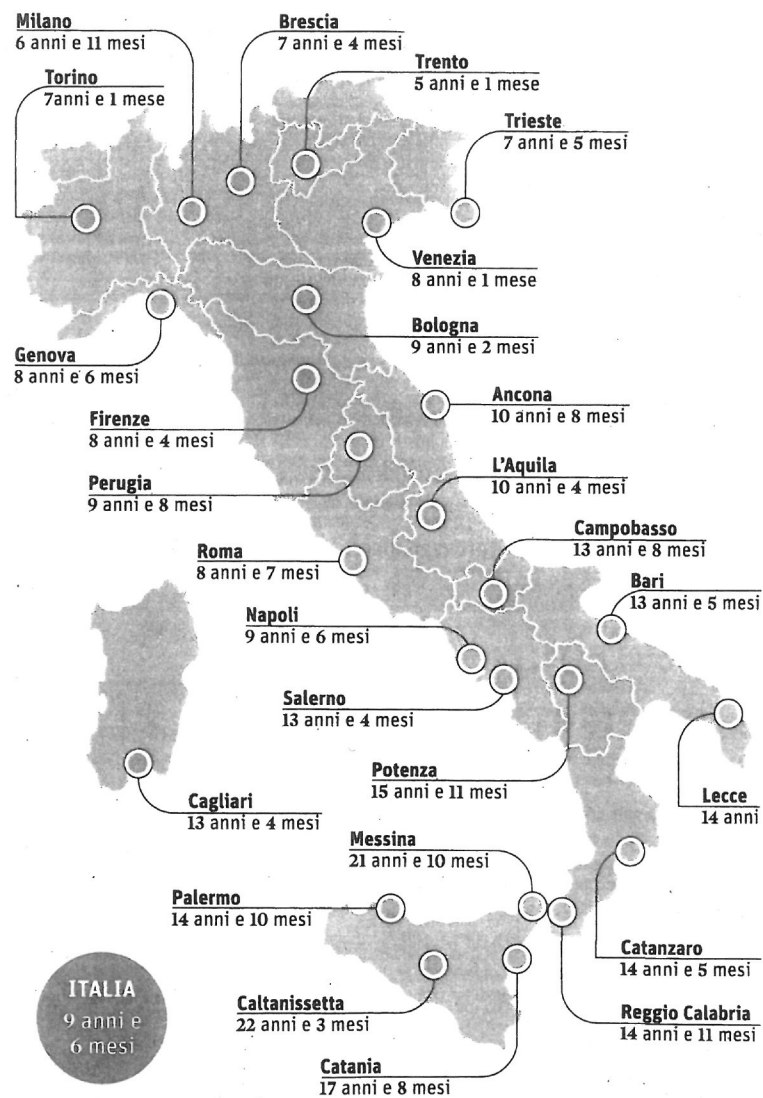 Milano
6 anni e 11 mesi
Brescia
7 anni e 4 mesi
Torino
7anni e 1 mese
Trento
5 anni e 1 mese
Trieste
7 anni e 5 mesi
Venezia
8 anni e 1 mese
Bologna
9 anni e 2 mesi
Genova
8 anni e 6 mesi
Ancona
10 anni e 8 mesi
Firenze
8 anni e 4 mesi
L'Aquila
10 anni e 4 mesi
Perugia
9 anni e 8 mesi
Campobasso
13 anni e 8 mesi
Roma
8 anni e 7 mesi
Bari
13 anni e 5 mesi
Napoli
9 anni e 6 mesi
Salerno
13 anni e 4 mesi
Potenza
15 anni e 11 mesi
Lecce
14 anni
Cagliari
13 anni e 4 mesi
Messina
21 anni e 10 mesi
Palermo
14 anni e 10 mesi
Catanzaro
14 anni e 5 mesi
Caltanissetta
22 anni e 3 mesi
Reggio Calabria
14 anni e 11 mesi
Catania
17 anni e 8 mesi
ITALIA
9 anni e
6 mesi